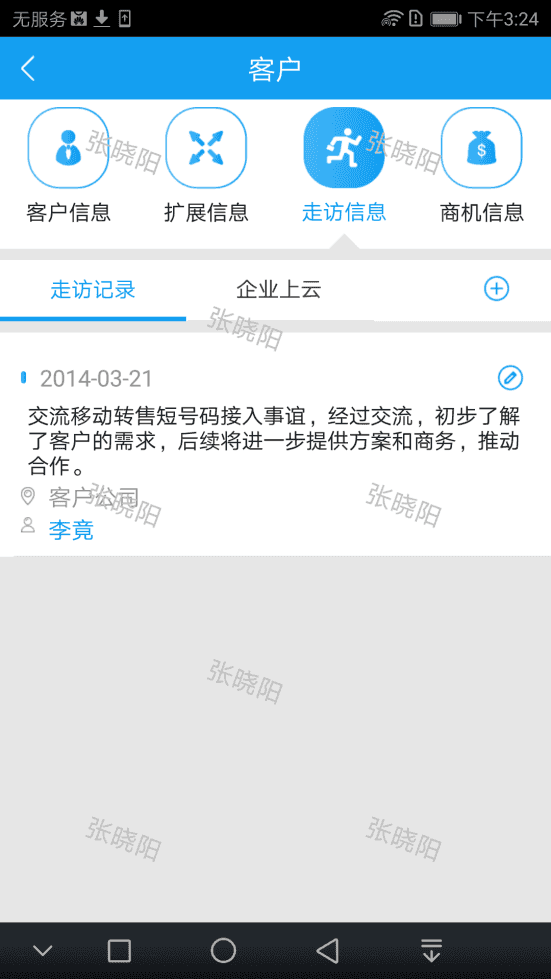 无服务 下午3:24
客户
客户信息 扩展信息 走访信息 商机信息
走访记录 企业上云
2014-03-21
交流移动转售短号码接入事谊，经过交流，初步了解
了客户的需求，后续将进一步提供方案和商务，推动
合作。
客户公司
李竟
张晓阳
张晓阳
张晓阳
张晓阳
张晓阳
张晓阳
张晓阳
张晓阳